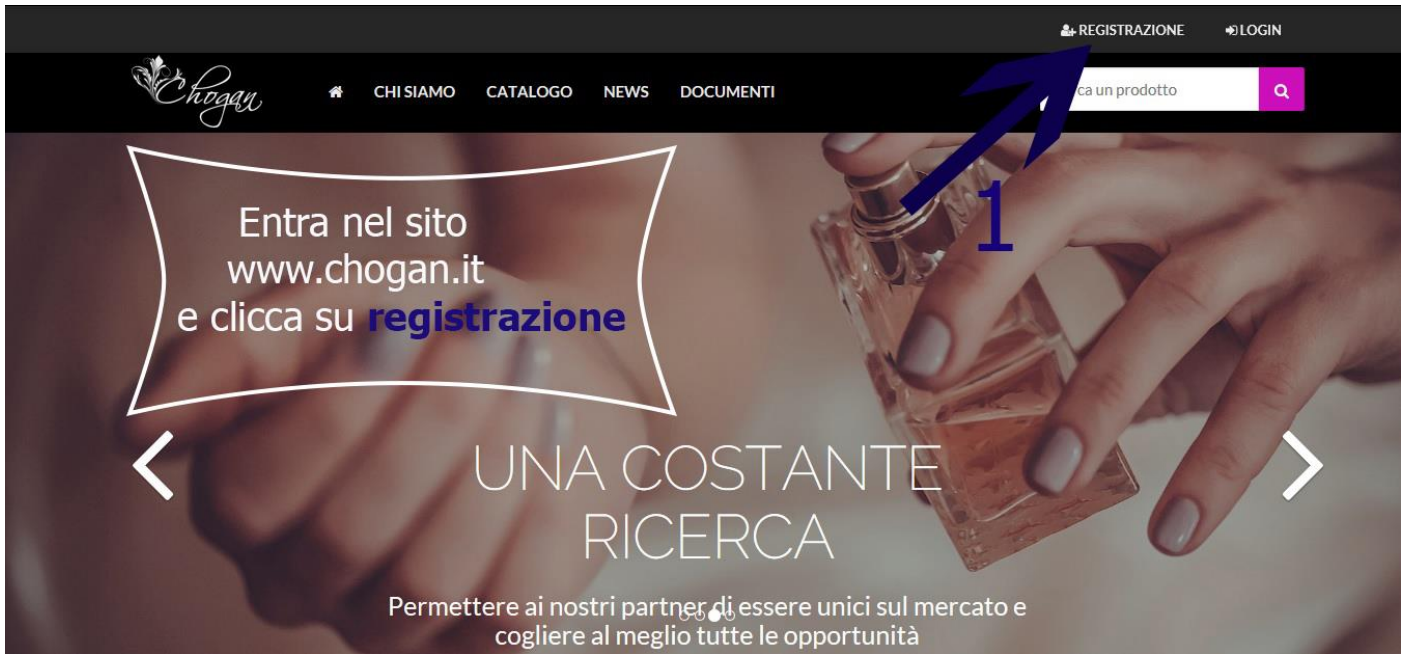 REGISTRAZIONE LOGIN
Chogan
CHI SIAMO CATALOGO NEWS DOCUMENTI
un prodotto
1
Entra nel sito
www.chogan.it
e clicca su registrazione
UNA COSTANTE
RICERCA
Permettere ai nostri partner di essere unici sul mercato e
cogliere al meglio tutte le opportunità